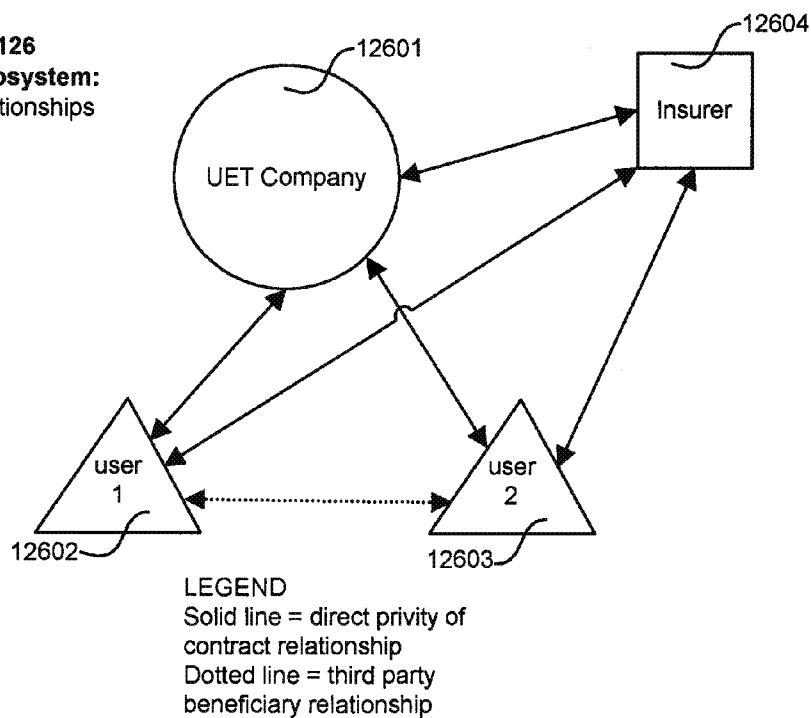 126
osystem:
tionships
12601
12604
UET Company
Insurer
user
1
user
2
12602
12603
LEGEND
Solid line = direct privity of
contract relationship
Dotted line = third party
beneficiary relationship